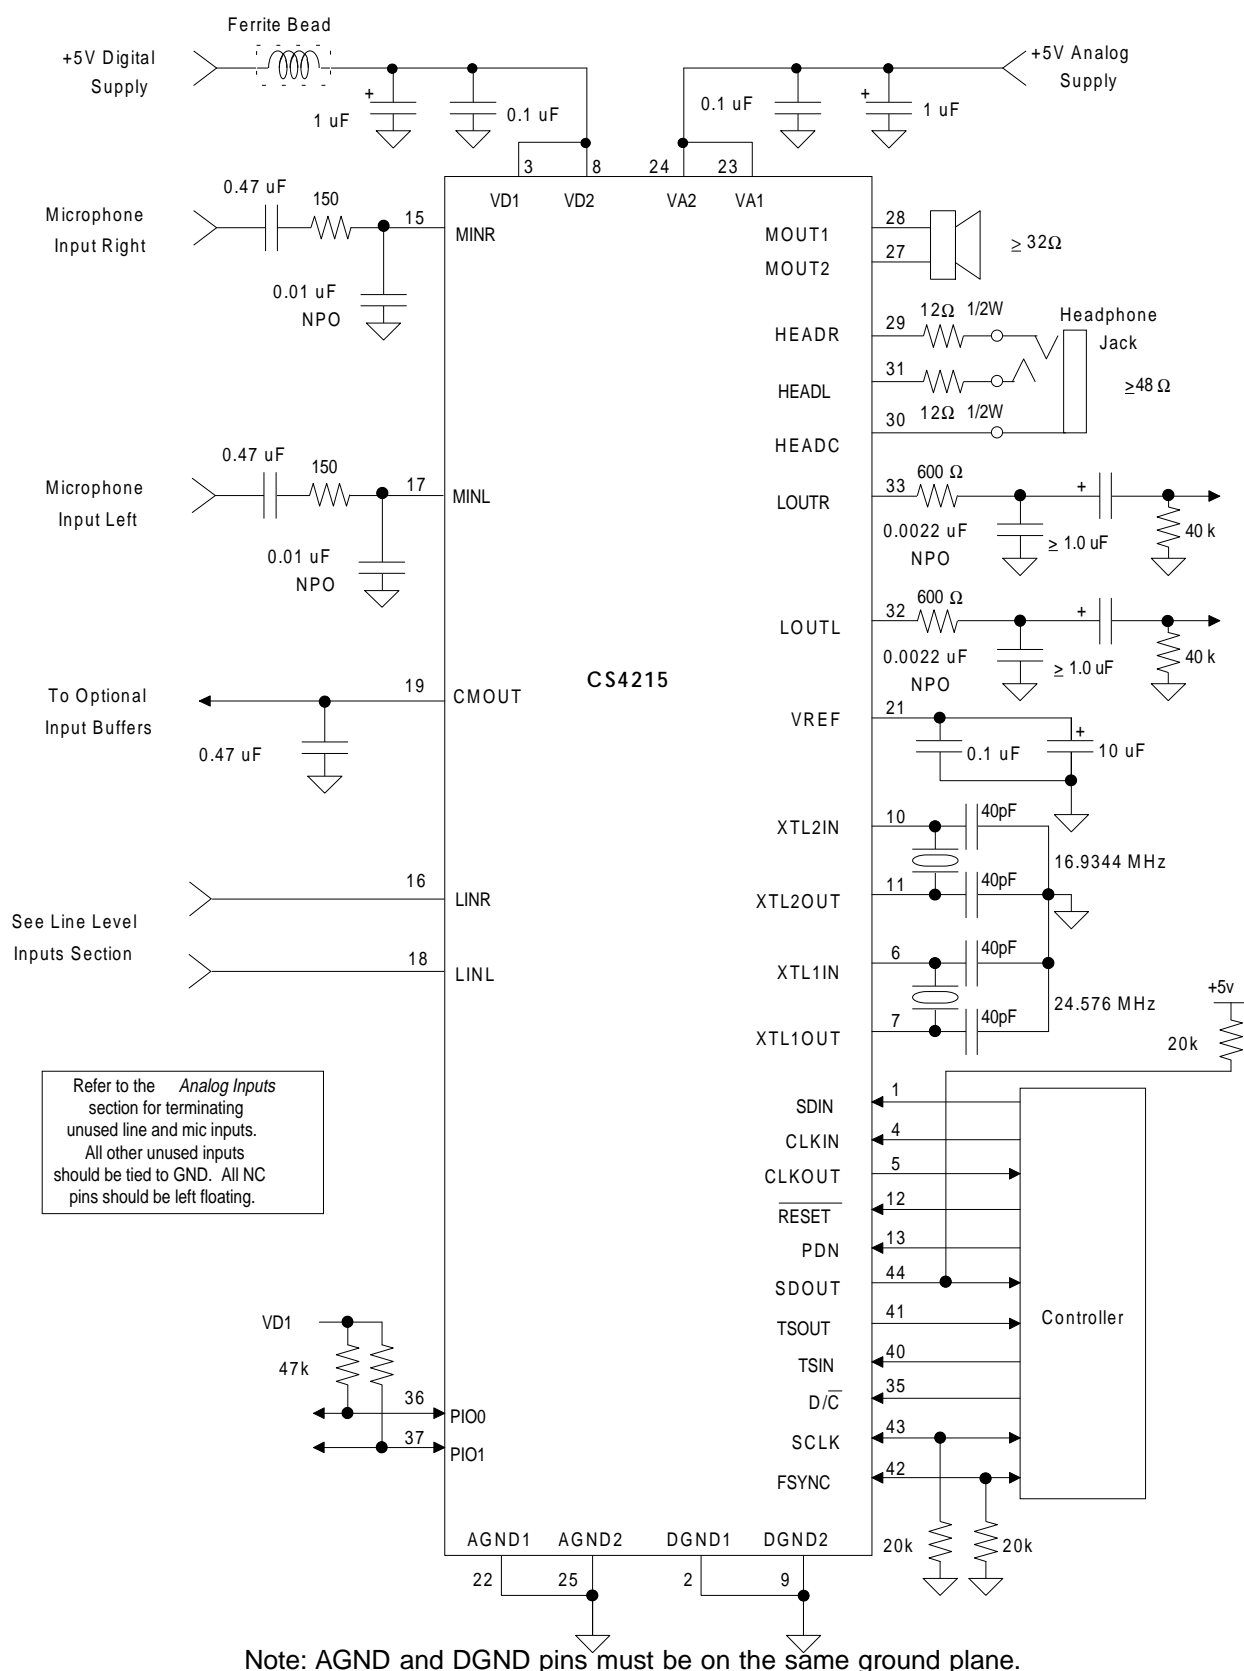 Ferrite Bead
+5V Digital
Supply
+5V Analog
Supply
+
1 uF
0.1 uF
0.1 uF
+
1 uF
3
8
24
23
VD1
VD2
VA2
VA1
Microphone
Input Right
0.47 uF
150
15
MINR
0.01 uF
NPO
Microphone
Input Left
0.47 uF
150
17
MINL
0.01 uF
NPO
To Optional
Input Buffers
19
CMOUT
0.47 uF
See Line Level
Inputs Section
16
LINR
18
LINL
Refer to the Analog Inputs
section for terminating
unused line and mic inputs.
All other unused inputs
should be tied to GND. All NC
pins should be left floating.
VD1
47k
36
PIO0
37
PIO1
CS4215
MOUT1
28
MOUT2
27
≥ 32Ω
HEADR
29
12Ω 1/2W
Headphone
Jack
HEADL
31
≥48 Ω
12Ω 1/2W
HEADC
30
LOUTR
33
600 Ω
+
0.0022 uF
NPO
≥ 1.0 uF
40 k
LOUTL
32
600 Ω
+
0.0022 uF
NPO
≥ 1.0 uF
40 k
VREF
21
0.1 uF
+
10 uF
XTL2IN
10
40pF
16.9344 MHz
XTL2OUT
11
40pF
XTL1IN
6
40pF
24.576 MHz
XTL1OUT
7
40pF
+5v
20k
SDIN
1
CLKIN
4
CLKOUT
5
RESET
12
PDN
13
SDOUT
44
TSOUT
41
TSIN
40
D/C
35
SCLK
43
FSYNC
42
Controller
20k
20k
AGND1
AGND2
DGND1
DGND2
22
25
2
9
Note: AGND and DGND pins must be on the same ground plane.